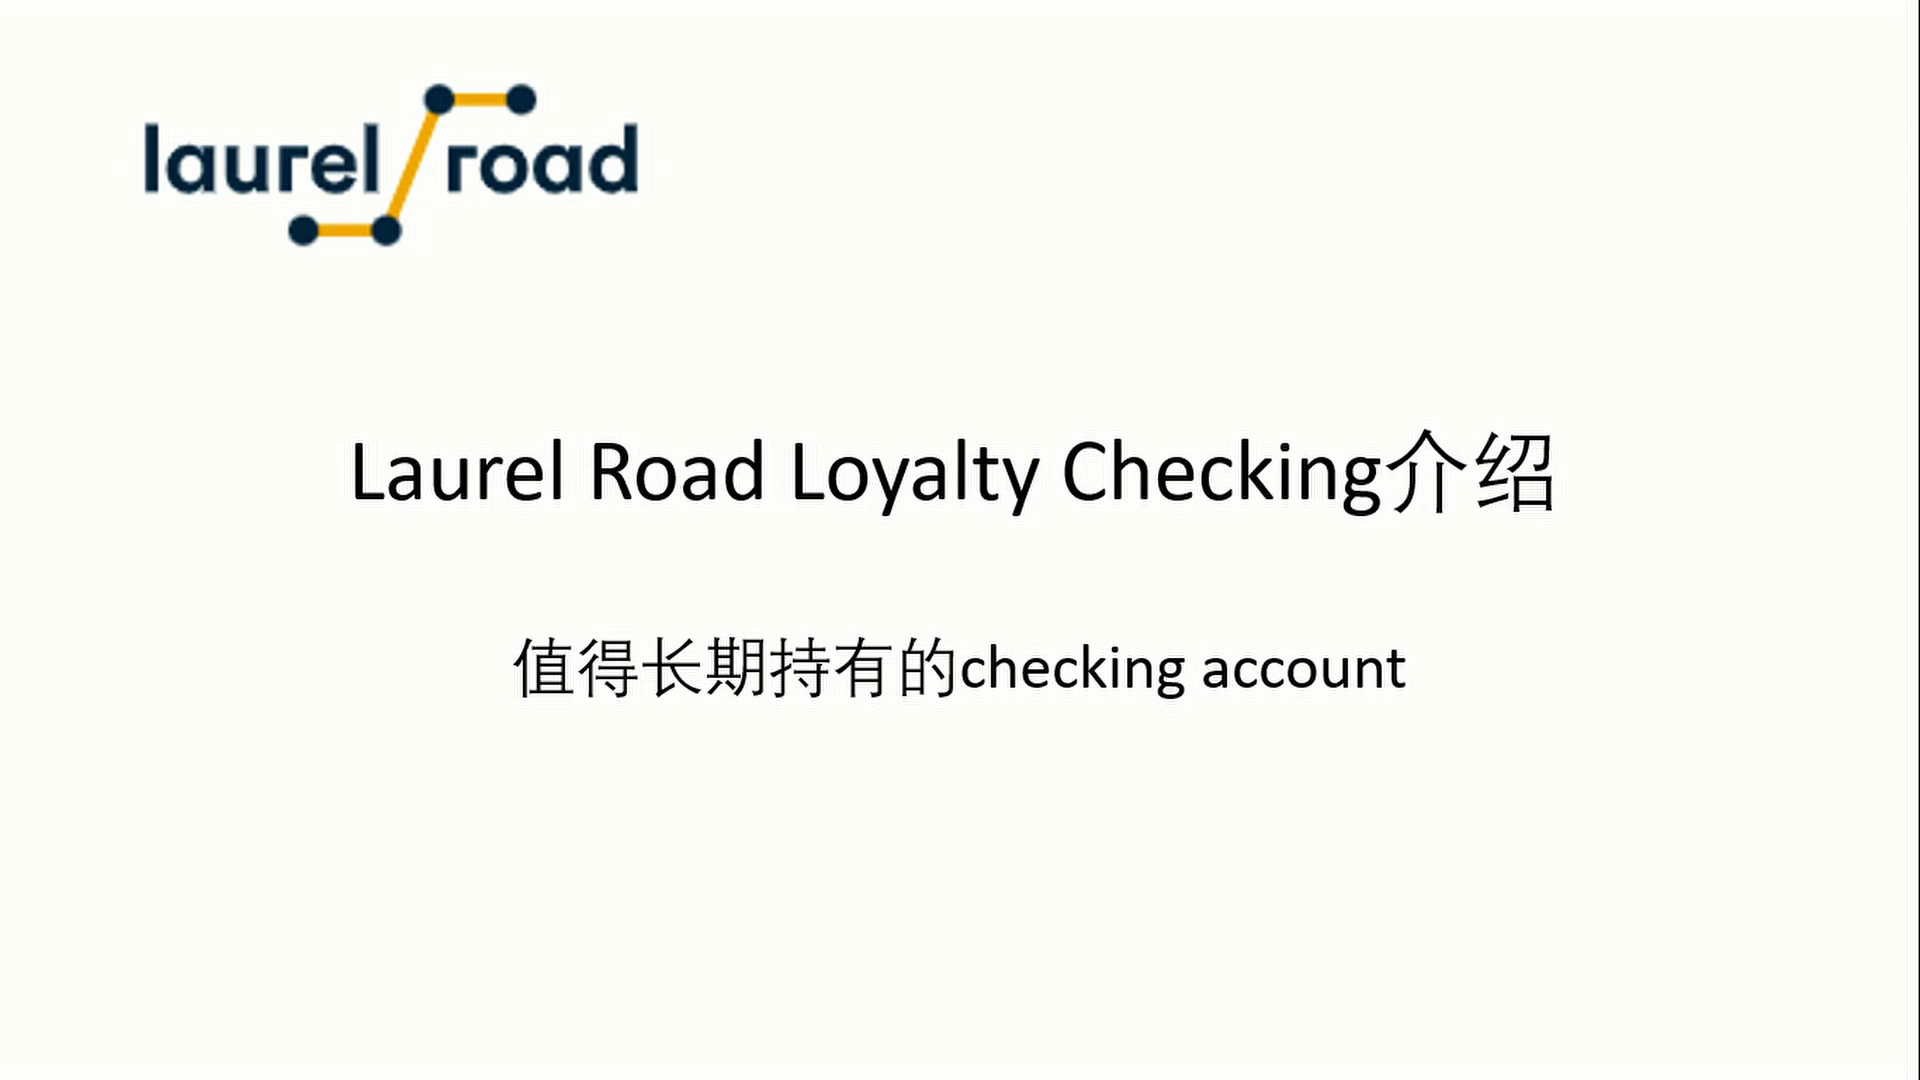 laurel road
Laurel Road Loyalty Checking介绍
值得长期持有的checking account